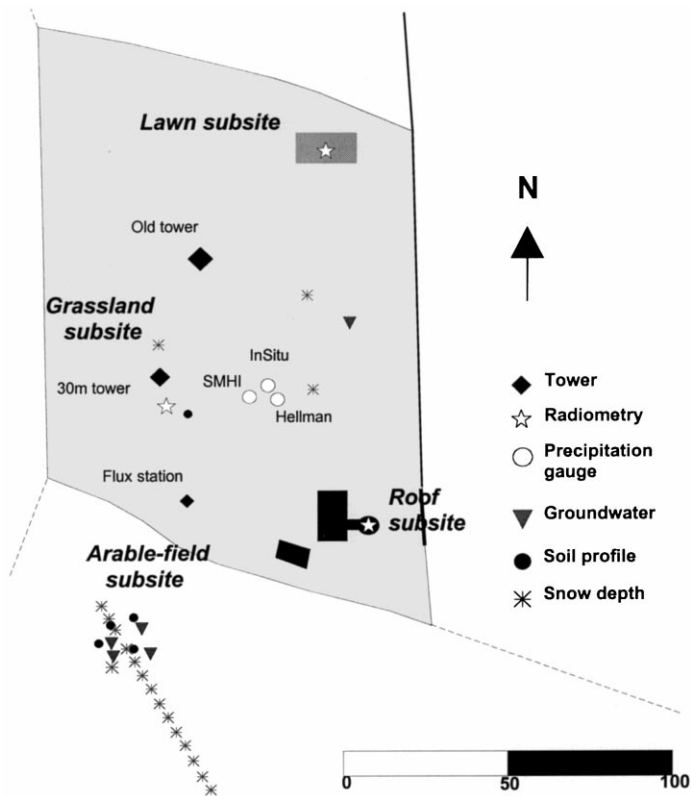 Lawn subsite
N
Old tower
Grassland
subsite
InSitu
SMHI
30m tower
Hellman
Tower
Radiometry
Precipitation
gauge
Flux station
Roof
subsite
Groundwater
Arable-field
subsite
Soil profile
Snow depth
0
50
100